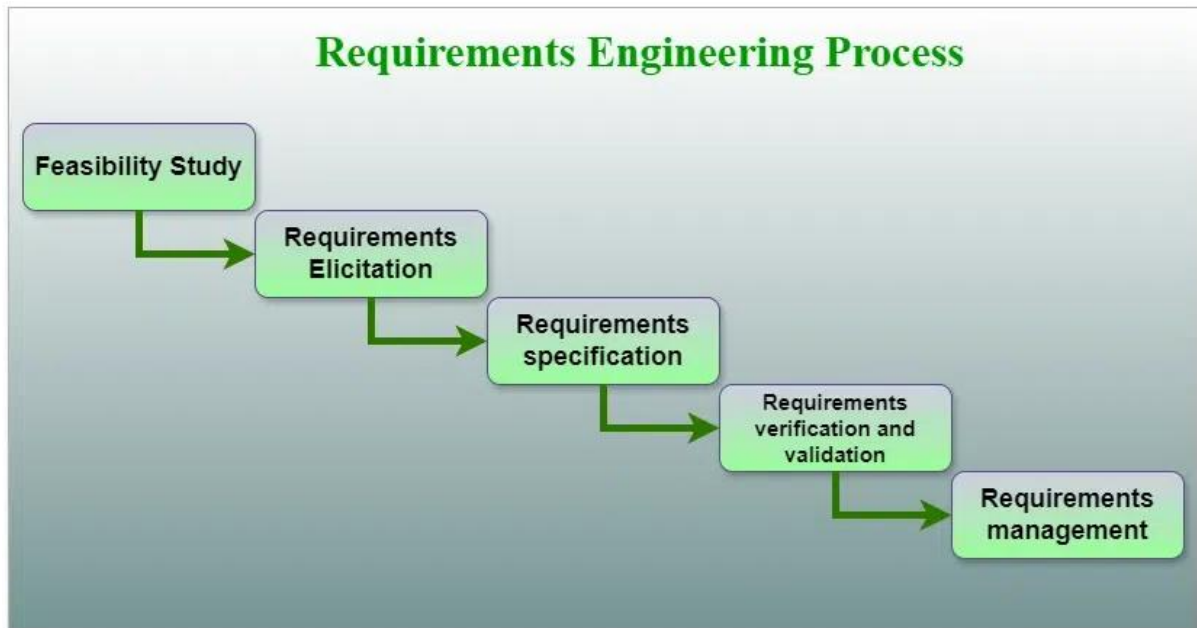 Requirements Engineering Process
Feasibility Study
Requirements
Elicitation
Requirements
specification
Requirements
verification and
validation
Requirements
management